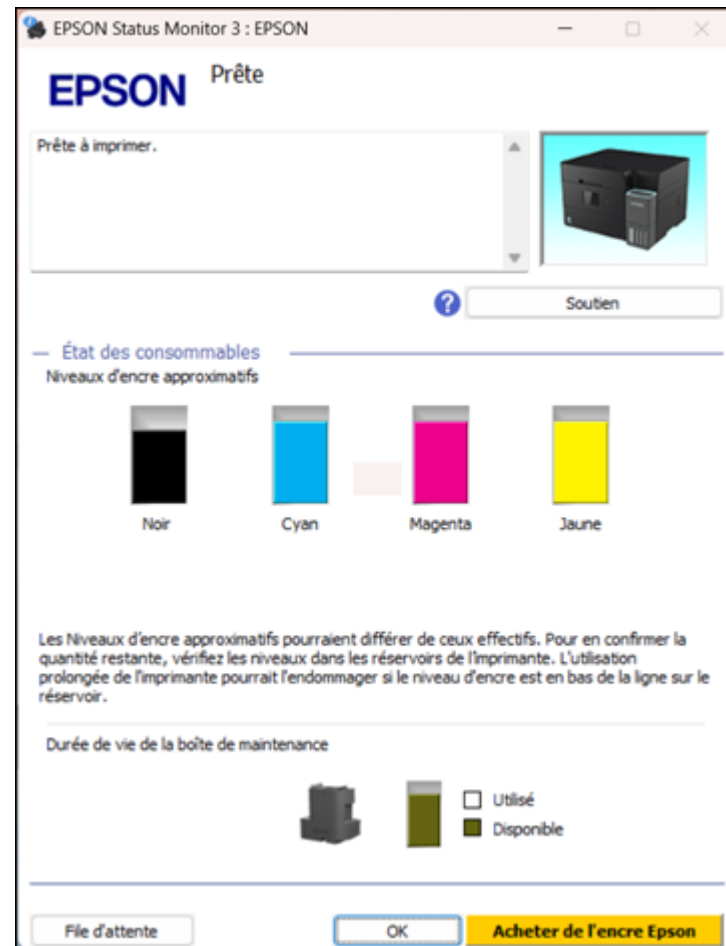 EPSON Status Monitor 3 : EPSON
EPSON
Prête
Prête à imprimer.
Soutien
État des consommables
Niveaux d'encre approximatifs
Noir
Cyan
Magenta
Jaune
Les Niveaux d'encre approximatifs pourraient différer de ceux effectifs. Pour en confirmer la
quantité restante, vérifiez les niveaux dans les réservoirs de l'imprimante. L'utilisation
prolongée de l'imprimante pourrait l'endommager si le niveau d'encre est en bas de la ligne sur le
réservoir.
Durée de vie de la boîte de maintenance
Utilisé
Disponible
File d'attente
OK
Acheter de l'encre Epson